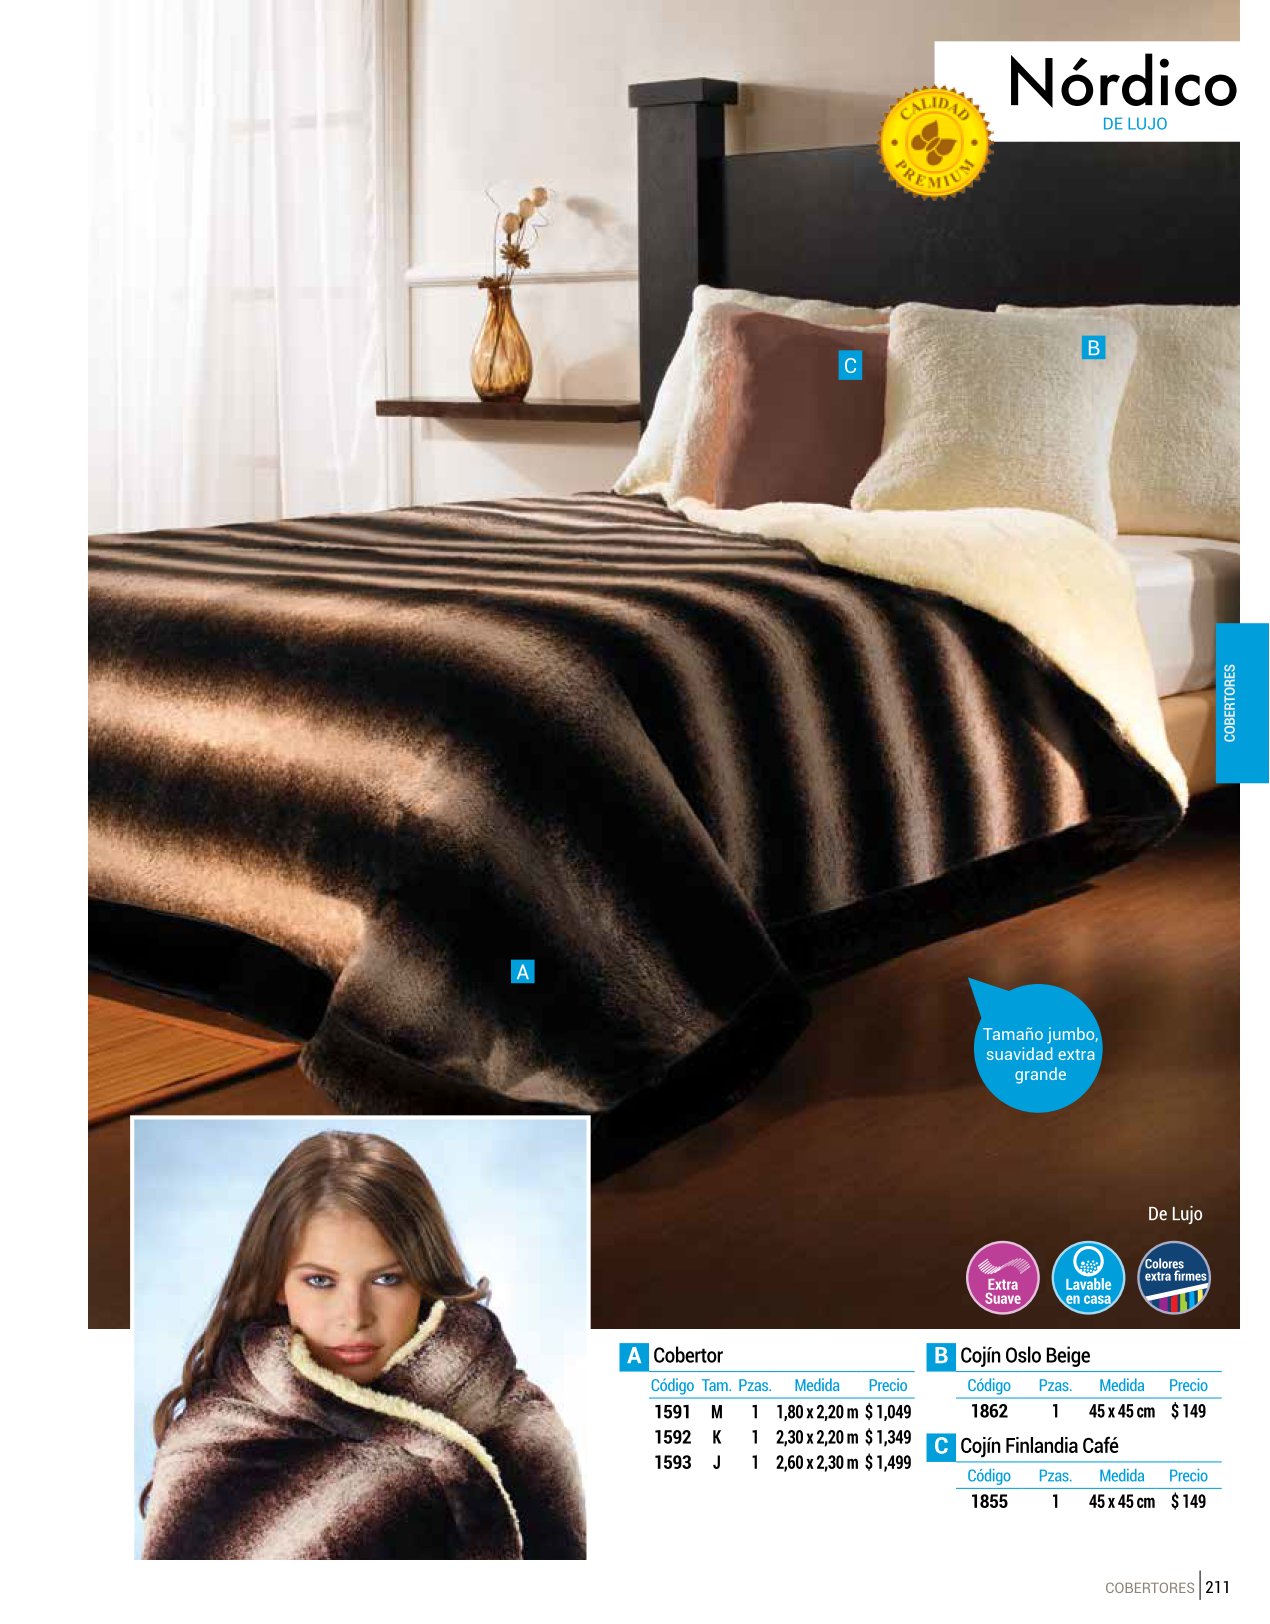 Nórdico
DE LUJO
CALIDAD
PREMIUM
B
C
COBERTORES
A
Tamaño jumbo,
suavidad extra
grande
De Lujo
Extra
Suave
Lavable
en casa
Colores
extra firmes
A Cobertor
Código Tam. Pzas. Medida Precio
1591 M 1 1,80 x 2,20 m $ 1,049
1592 K 1 2,30 x 2,20 m $ 1,349
1593 J 1 2,60 x 2,30 m $ 1,499
B Cojín Oslo Beige
Código Pzas. Medida Precio
1862 1 45 x 45 cm $ 149
C Cojín Finlandia Café
Código Pzas. Medida Precio
1855 1 45 x 45 cm $ 149
COBERTORES 211